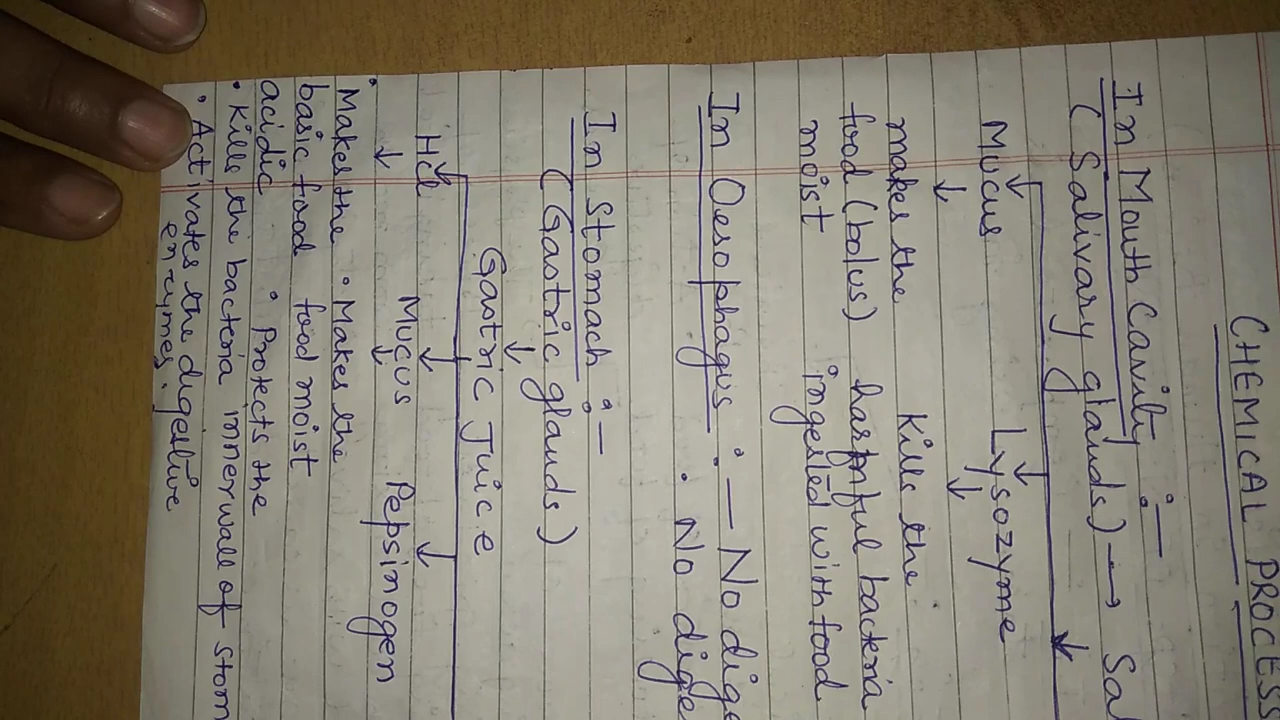 CHEMICAL PROCESS
In Mouth Cavity :—
( Salivary glands) → Sal
Mucus Lysozyme
makes the Kills the
food (bolus) harmful bacteria
moist ingested with food
In Oesophagus :— No dige
. No dige
In Stomach :—
( Gastric glands)
Gastric Juice
Hcl Mucus Pepsinogen
• Makes the • Makes the
basic food food moist
acidic • Protects the
• Kills the bacteria innerwall of stom
• Activates the digestive
enzymes.